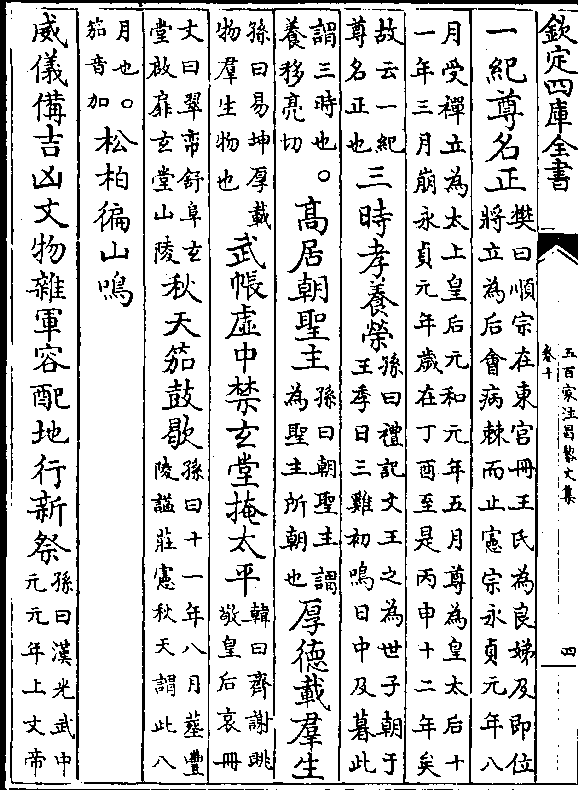 欽定四庫全書
五百家注昌黎文集
卷十
四
一紀尊名正樊曰順宗在東宮冊王氏為良娣及即位
將立為后會病棘而止憲宗永貞元年八
月受禪立為太上皇后元和元年五月尊為皇太后十
一年三月崩永貞元年歲在丁酉至是丙申十二年矣
故云一紀
尊名正也三時孝養榮孫曰禮記文王之為世子朝于
王季日三雞初鳴日中及暮此
謂三時也。
養移亮切高居朝聖主孫曰朝聖主謂
為聖主所朝也厚德載羣生
孫曰易坤厚載
物羣生物也武帳虛中禁玄堂掩太平韓曰齊謝朓
敬皇后哀冊
文曰翠帟舒阜玄
堂啟扉玄堂山陵秋天笳鼓歇孫曰十一年八月葬豐
陵謚莊憲秋天謂此八
月也。
笳音加松柏徧山鳴
威儀備吉凶文物雜軍容配地行新祭孫曰漢光武中
元元年上文帝